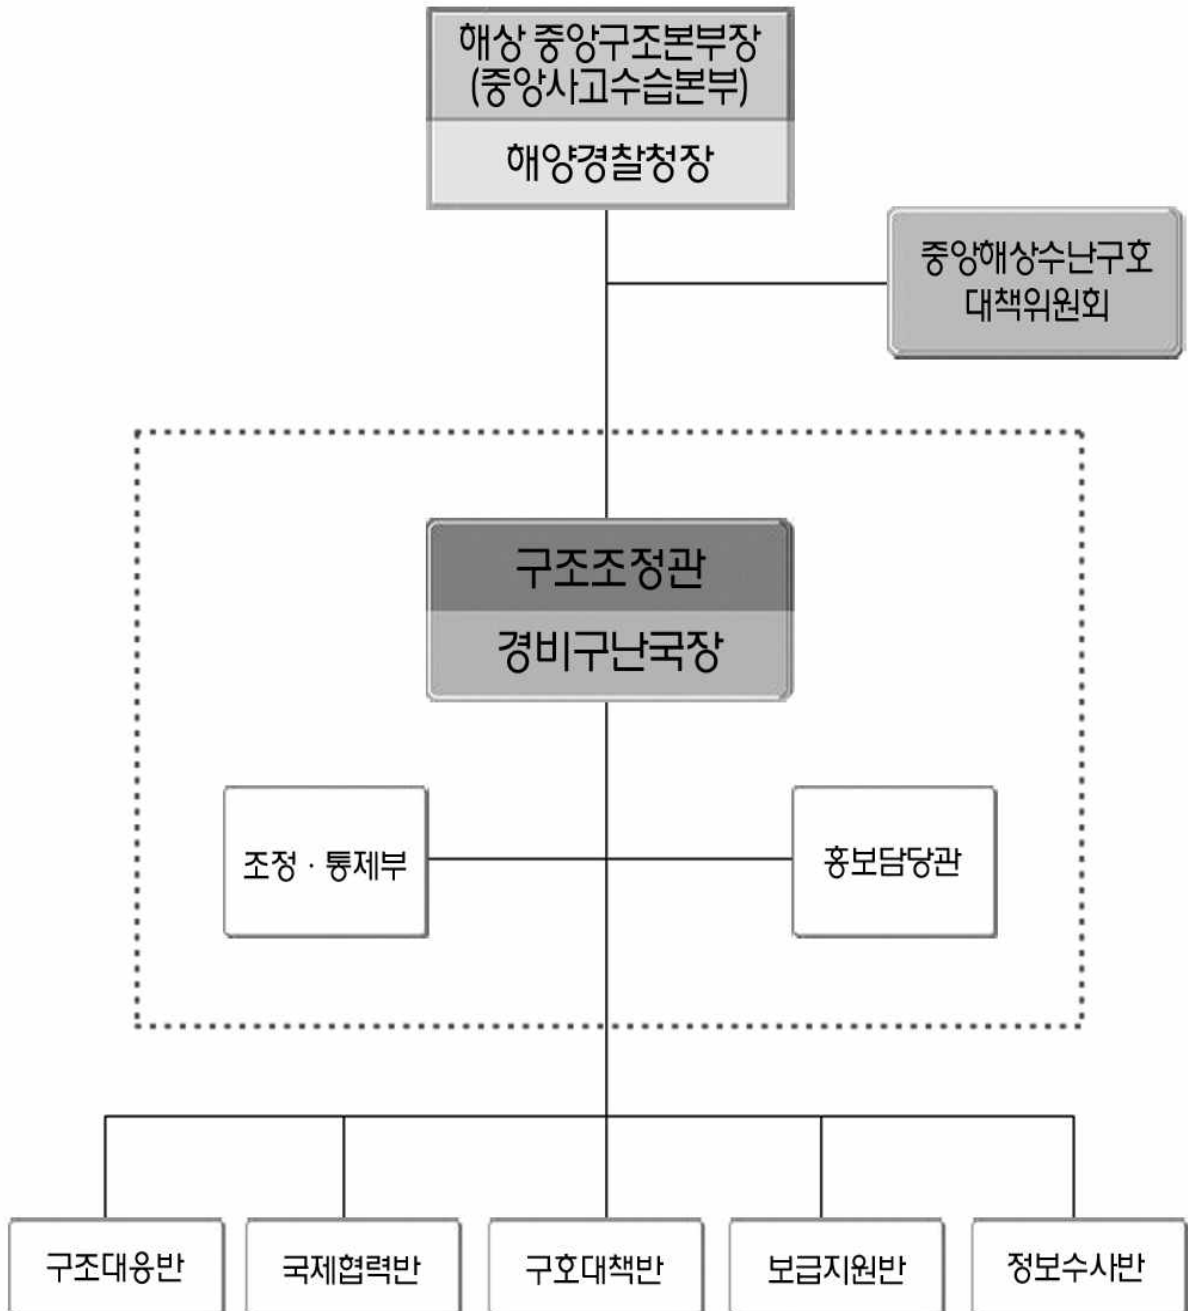 해상 중앙구조본부장
(중앙사고수습본부)
해양경찰청장
중앙해상수난구호
대책위원회
구조조정관
경비구난국장
조정 · 통제부
홍보담당관
구조대응반
국제협력반
구호대책반
보급지원반
정보수사반